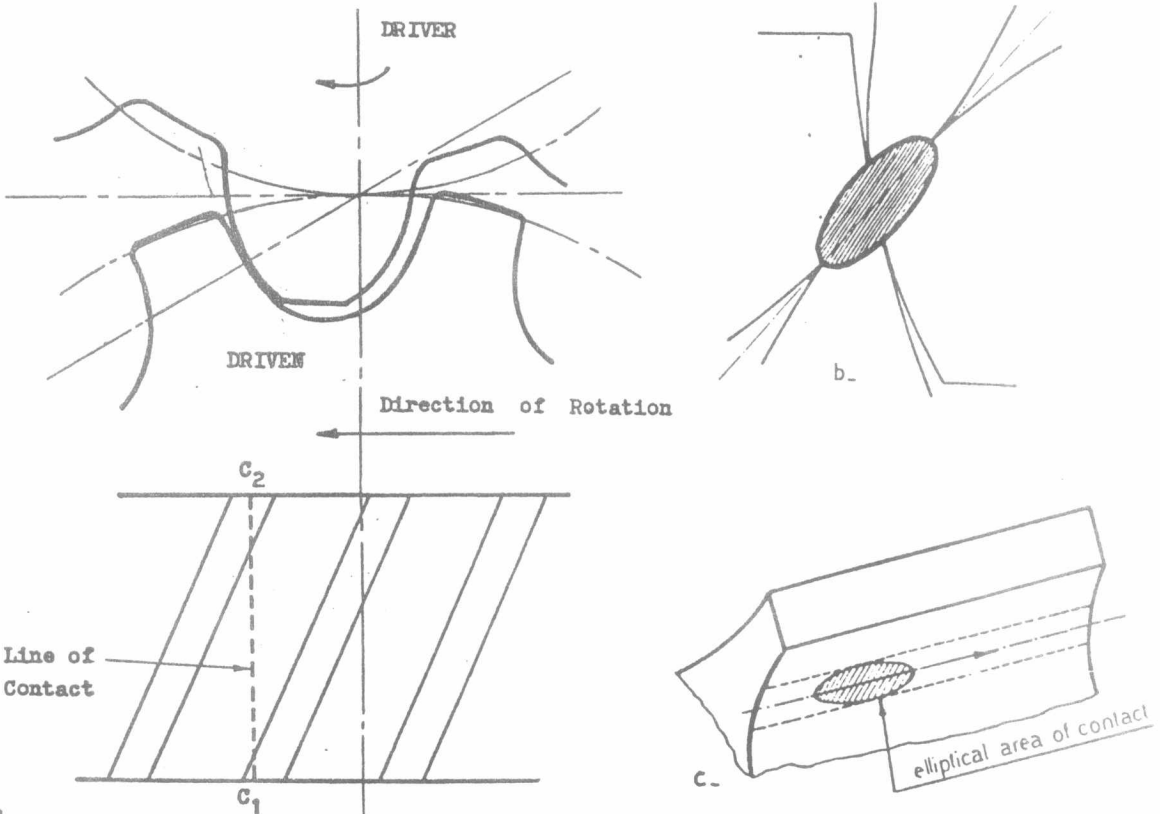 DRIVER
DRIVEN
b_
Direction of Rotation
C2
Line of
Contact
C1
C_
elliptical area of contact